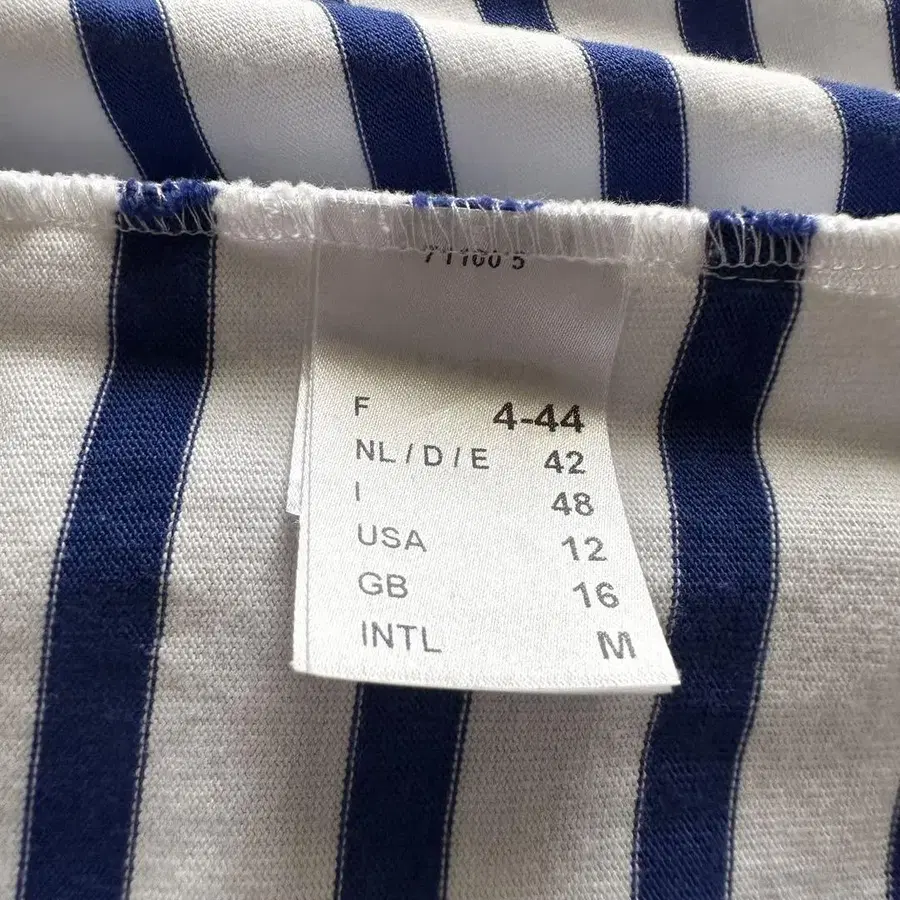 F 4-44
NL / D / E 42
I 48
USA 12
GB 16
INTL M